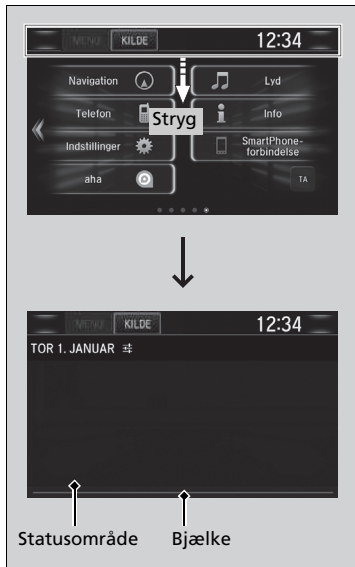 MENU KILDE 12:34
Navigation Lyd
Telefon Stryg Info
Indstillinger SmartPhone-
forbindelse
aha TA
MENU KILDE 12:34
TOR 1. JANUAR
Statusområde Bjælke